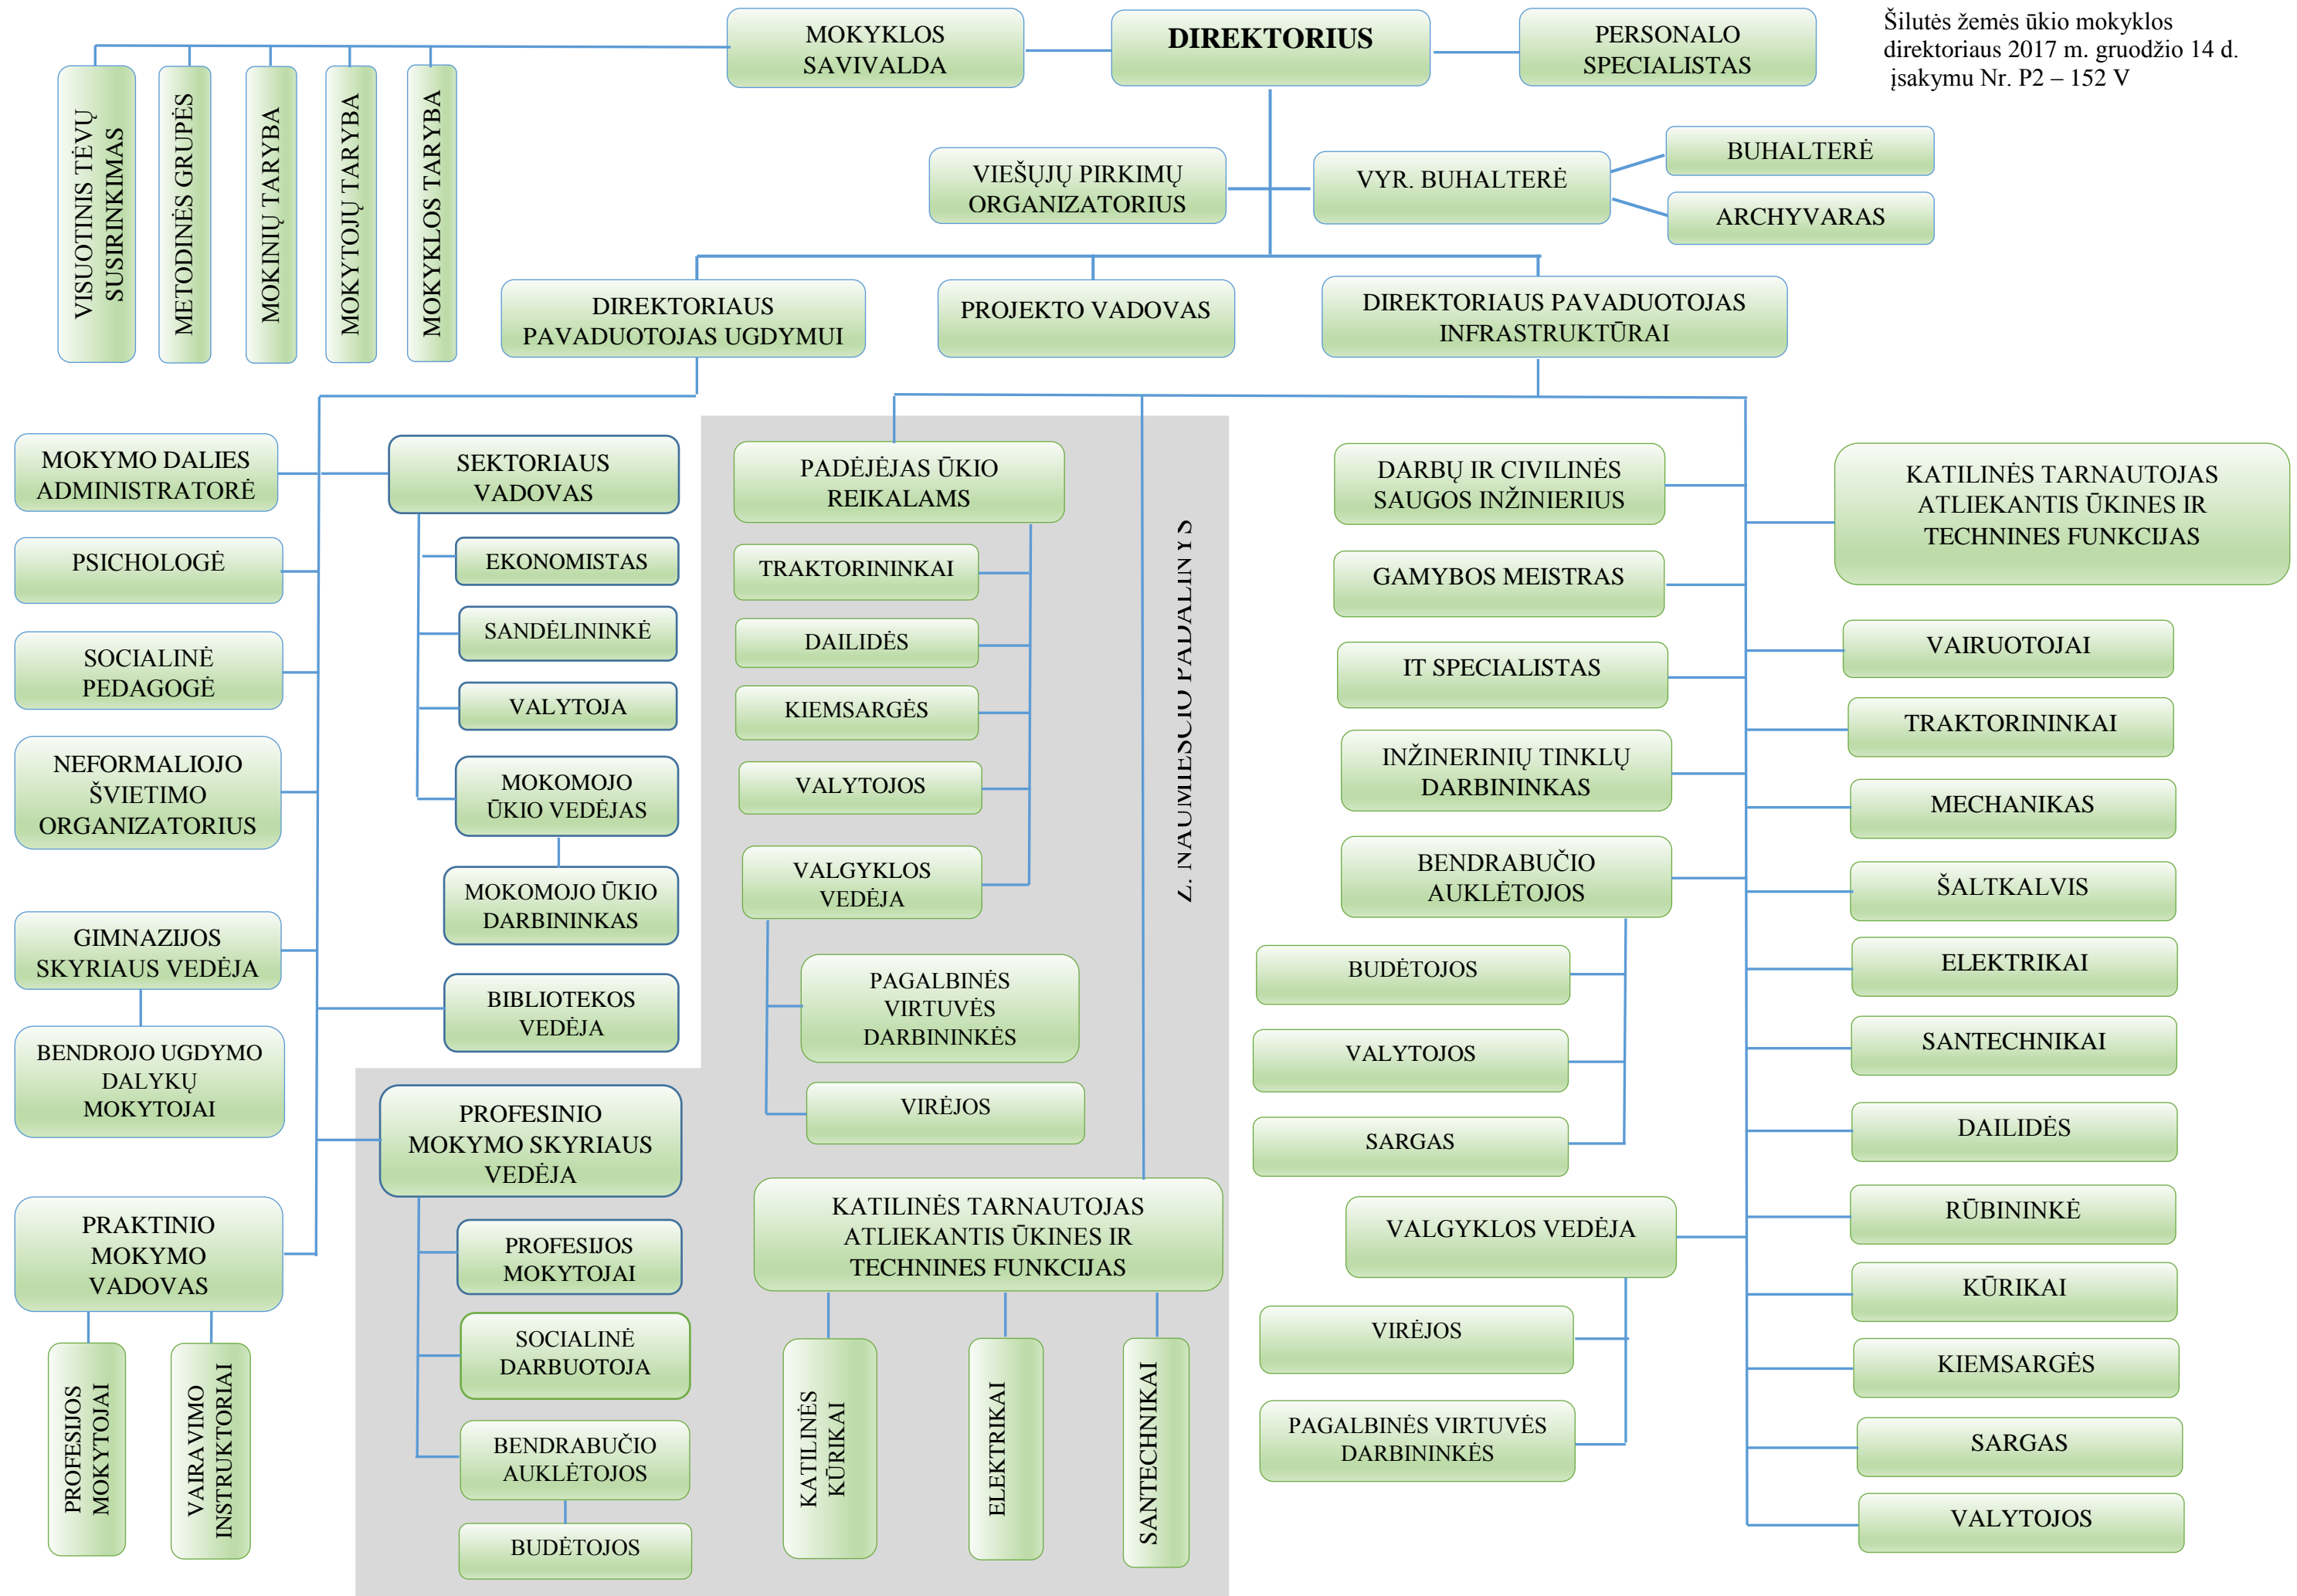 MOKYKLOS
SAVIVALDA
DIREKTORIUS
PERSONALO
SPECIALISTAS
Šilutės žemės ūkio mokyklos
direktoriaus 2017 m. gruodžio 14 d.
įsakymu Nr. P2 – 152 V
VISUOTINIS TĖVŲ
SUSIRINKIMAS
METODINĖS GRUPĖS
MOKINIŲ TARYBA
MOKYTOJŲ TARYBA
MOKYKLOS TARYBA
VIEŠŲJŲ PIRKIMŲ
ORGANIZATORIUS
VYR. BUHALTERĖ
BUHALTERĖ
ARCHYVARAS
DIREKTORIAUS
PAVADUOTOJAS UGDYMUI
PROJEKTO VADOVAS
DIREKTORIAUS PAVADUOTOJAS
INFRASTRUKTŪRAI
MOKYMO DALIES
ADMINISTRATORĖ
PSICHOLOGĖ
SOCIALINĖ
PEDAGOGĖ
NEFORMALIOJO
ŠVIETIMO
ORGANIZATORIUS
GIMNAZIJOS
SKYRIAUS VEDĖJA
BENDROJO UGDYMO
DALYKŲ
MOKYTOJAI
PRAKTINIO
MOKYMO
VADOVAS
PROFESIJOS
MOKYTOJAI
VAIRAVIMO
INSTRUKTORIAI
SEKTORIAUS
VADOVAS
EKONOMISTAS
SANDĖLININKĖ
VALYTOJA
MOKOMOJO
ŪKIO VEDĖJAS
MOKOMOJO ŪKIO
DARBININKAS
BIBLIOTEKOS
VEDĖJA
PROFESINIO
MOKYMO SKYRIAUS
VEDĖJA
PROFESIJOS
MOKYTOJAI
SOCIALINĖ
DARBUOTOJA
BENDRABUČIO
AUKLĖTOJOS
BUDĖTOJOS
PADĖJĖJAS ŪKIO
REIKALAMS
TRAKTORININKAI
DAILIDĖS
KIEMSARGĖS
VALYTOJOS
VALGYKLOS
VEDĖJA
PAGALBINĖS
VIRTUVĖS
DARBININKĖS
VIRĖJOS
Ž. NAUMIESČIO PADALINYS
KATILINĖS TARNAUTOJAS
ATLIEKANTIS ŪKINES IR
TECHNINES FUNKCIJAS
KATILINĖS
KŪRIKAI
ELEKTRIKAI
SANTECHNIKAI
DARBŲ IR CIVILINĖS
SAUGOS INŽINIERIUS
GAMYBOS MEISTRAS
IT SPECIALISTAS
INŽINERINIŲ TINKLŲ
DARBININKAS
BENDRABUČIO
AUKLĖTOJOS
BUDĖTOJOS
VALYTOJOS
SARGAS
VALGYKLOS VEDĖJA
VIRĖJOS
PAGALBINĖS VIRTUVĖS
DARBININKĖS
KATILINĖS TARNAUTOJAS
ATLIEKANTIS ŪKINES IR
TECHNINES FUNKCIJAS
VAIRUOTOJAI
TRAKTORININKAI
MECHANIKAS
ŠALTKALVIS
ELEKTRIKAI
SANTECHNIKAI
DAILIDĖS
RŪBININKĖ
KŪRIKAI
KIEMSARGĖS
SARGAS
VALYTOJOS